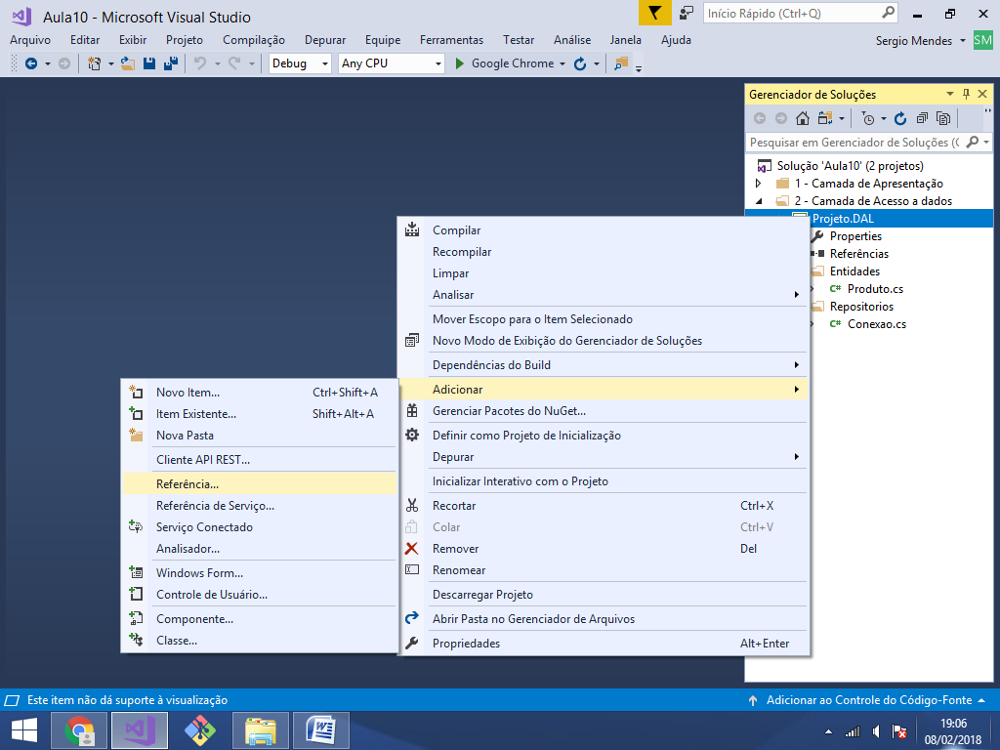 Aula10 - Microsoft Visual Studio
Início Rápido (Ctrl+Q)
Arquivo Editar Exibir Projeto Compilação Depurar Equipe Ferramentas Testar Análise Janela Ajuda
Sergio Mendes SM
Debug Any CPU Google Chrome
Gerenciador de Soluções
Pesquisar em Gerenciador de Soluções (C
Solução 'Aula10' (2 projetos)
1 - Camada de Apresentação
2 - Camada de Acesso a dados
Projeto.DAL
Properties
Referências
Entidades
C# Produto.cs
Repositorios
C# Conexao.cs
Compilar
Recompilar
Limpar
Analisar
Mover Escopo para o Item Selecionado
Novo Modo de Exibição do Gerenciador de Soluções
Dependências do Build
Adicionar
Gerenciar Pacotes do NuGet...
Definir como Projeto de Inicialização
Depurar
Inicializar Interativo com o Projeto
Recortar Ctrl+X
Colar Ctrl+V
Remover Del
Renomear
Descarregar Projeto
Abrir Pasta no Gerenciador de Arquivos
Propriedades Alt+Enter
Novo Item... Ctrl+Shift+A
Item Existente... Shift+Alt+A
Nova Pasta
Cliente API REST...
Referência...
Referência de Serviço...
Serviço Conectado
Analisador...
Windows Form...
Controle de Usuário...
Componente...
Classe...
Este item não dá suporte à visualização
Adicionar ao Controle do Código-Fonte
19:06
08/02/2018